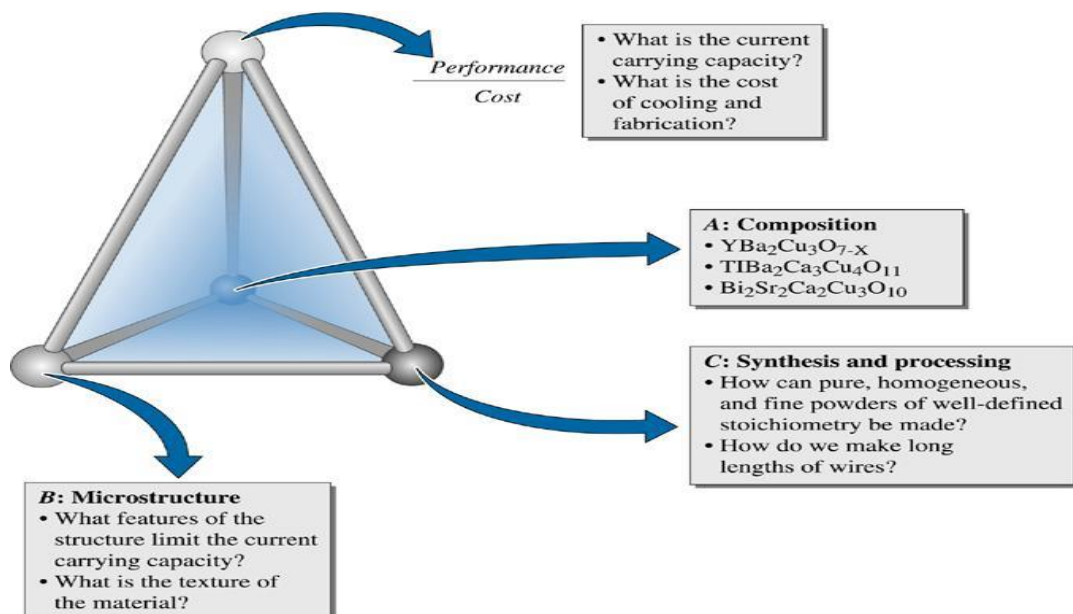 Performance
Cost
• What is the current
carrying capacity?
• What is the cost
of cooling and
fabrication?
A: Composition
• YBa₂Cu₃O₇₋ₓ
• TIBa₂Ca₃Cu₄O₁₁
• Bi₂Sr₂Ca₂Cu₃O₁₀
C: Synthesis and processing
• How can pure, homogeneous,
and fine powders of well-defined
stoichiometry be made?
• How do we make long
lengths of wires?
B: Microstructure
• What features of the
structure limit the current
carrying capacity?
• What is the texture of
the material?